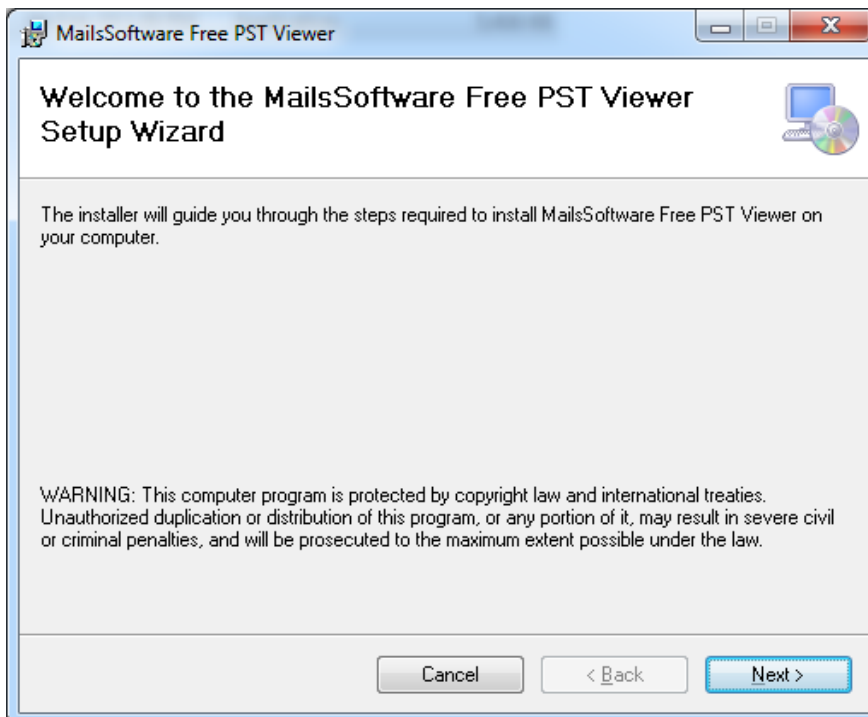 MailsSoftware Free PST Viewer
Welcome to the MailsSoftware Free PST Viewer
Setup Wizard
The installer will guide you through the steps required to install MailsSoftware Free PST Viewer on
your computer.
WARNING: This computer program is protected by copyright law and international treaties.
Unauthorized duplication or distribution of this program, or any portion of it, may result in severe civil
or criminal penalties, and will be prosecuted to the maximum extent possible under the law.
Cancel
< Back
Next >